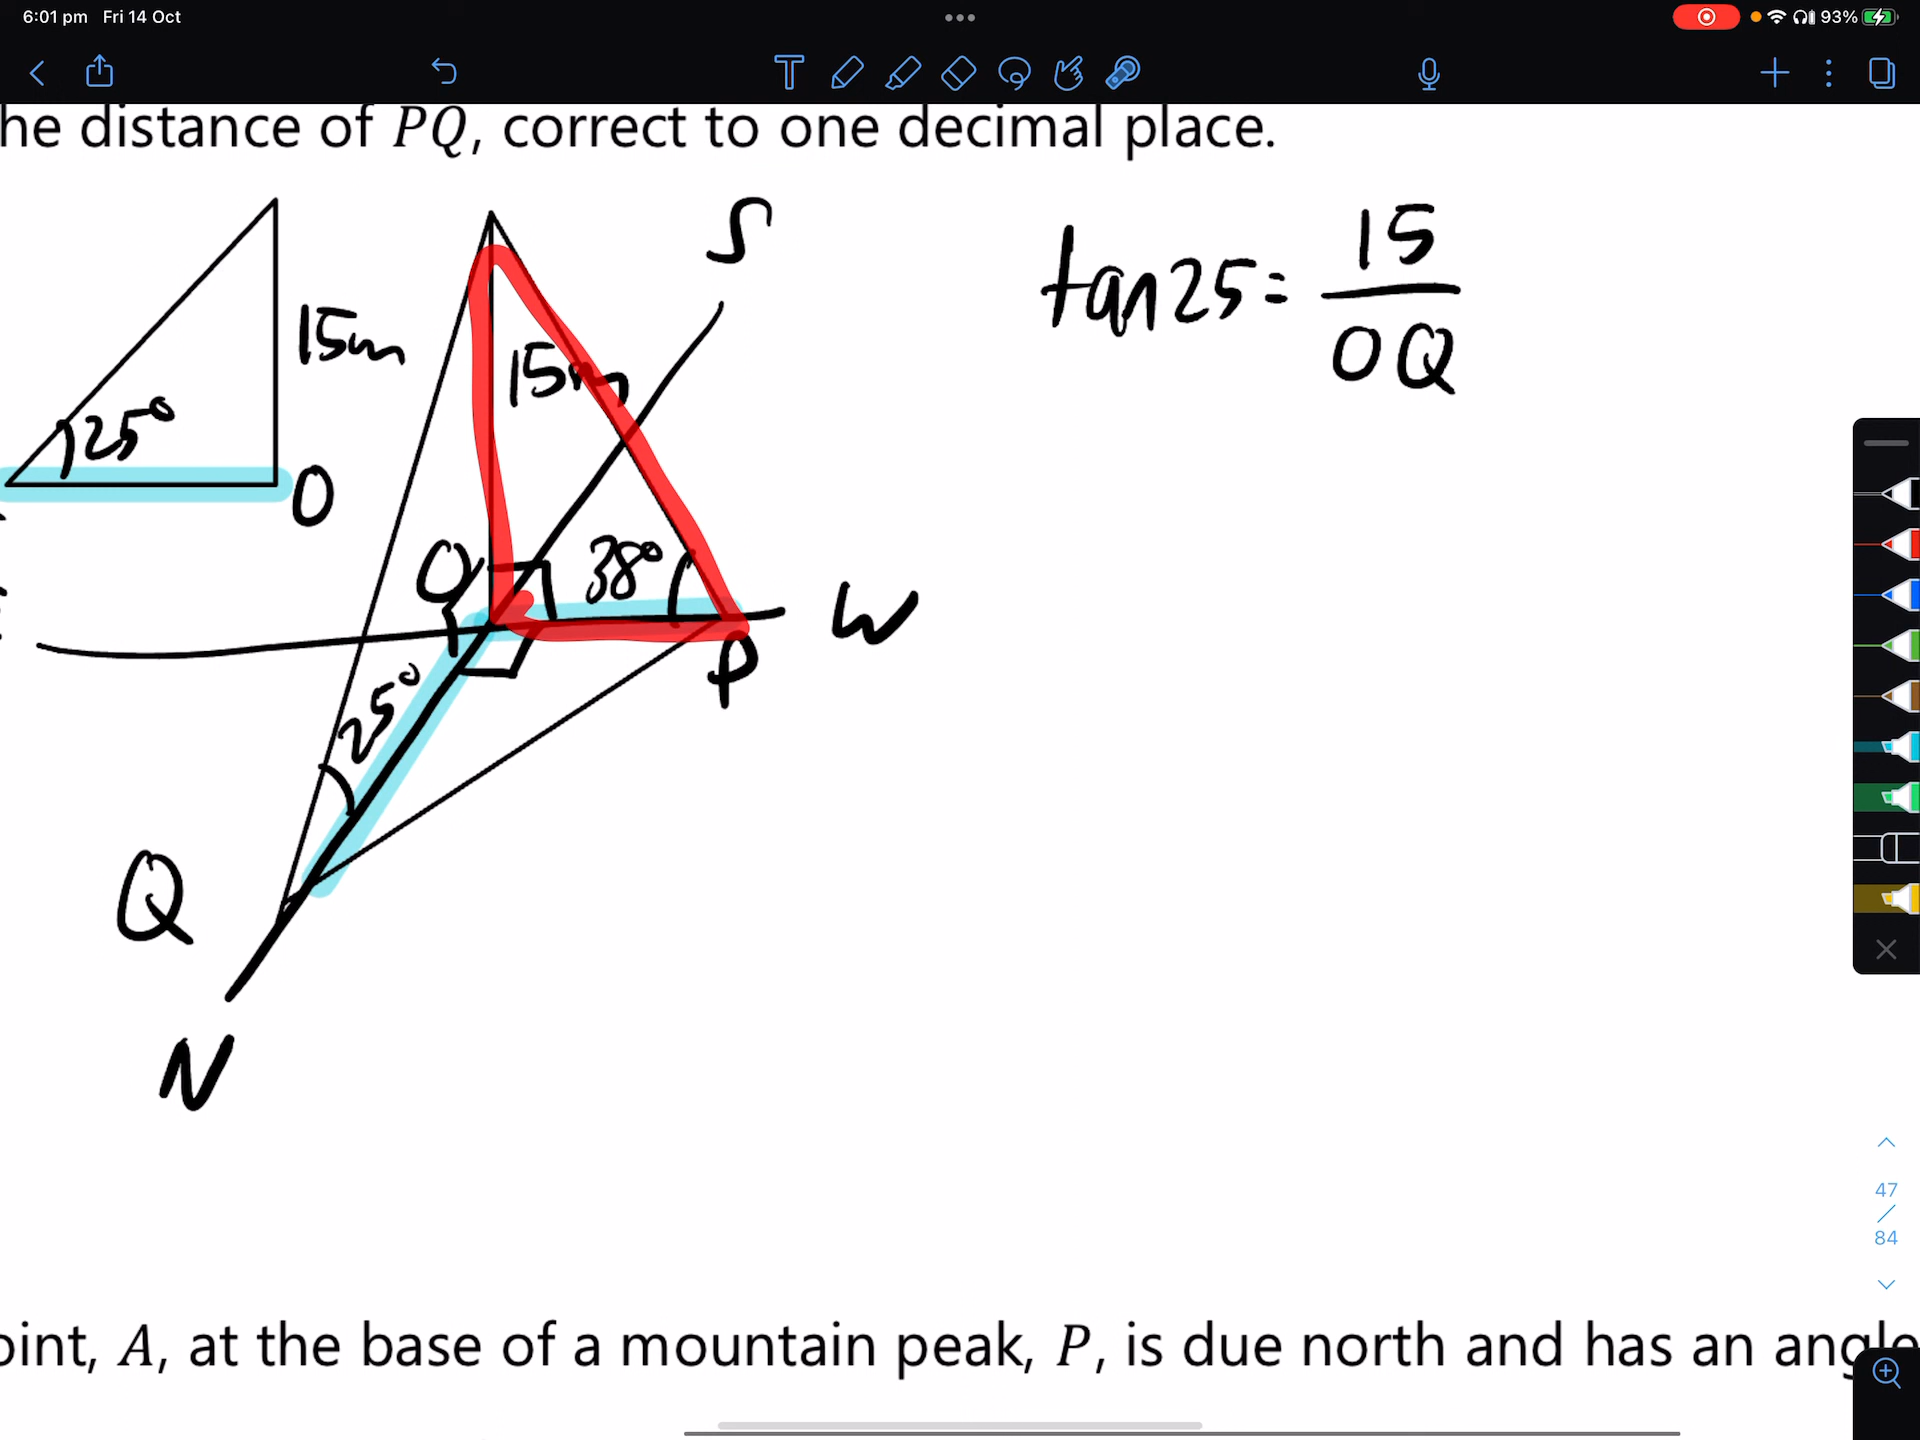 6:01 pm Fri 14 Oct
93%
he distance of PQ, correct to one decimal place.
S
tan25= 15
OQ
15m
15m
25°
O
O
38°
W
P
25°
Q
N
47
/
84
oint, A, at the base of a mountain peak, P, is due north and has an angle